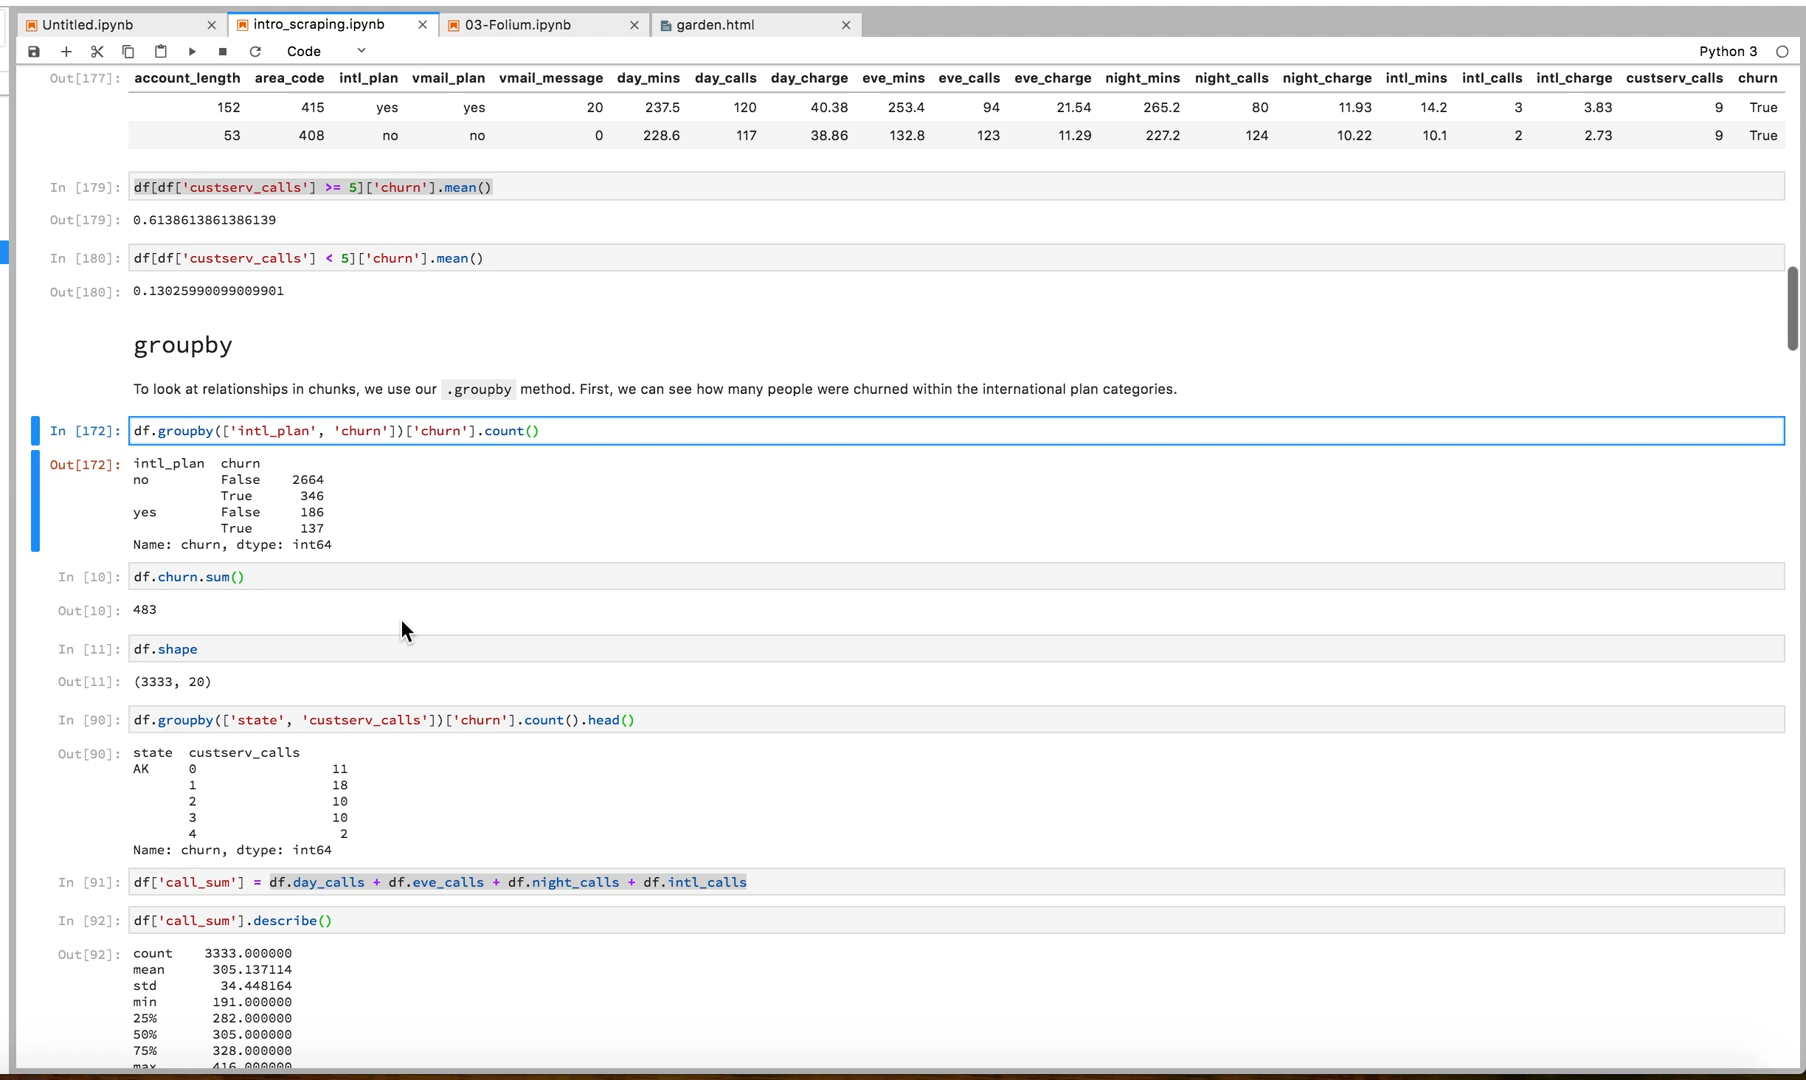 Untitled.ipynb intro_scraping.ipynb 03-Folium.ipynb garden.html
Code Python 3
Out[177]: account_length area_code intl_plan vmail_plan vmail_message day_mins day_calls day_charge eve_mins eve_calls eve_charge night_mins night_calls night_charge intl_mins intl_calls intl_charge custserv_calls churn
152 415 yes yes 20 237.5 120 40.38 253.4 94 21.54 265.2 80 11.93 14.2 3 3.83 9 True
53 408 no no 0 228.6 117 38.86 132.8 123 11.29 227.2 124 10.22 10.1 2 2.73 9 True
In [179]: df[df['custserv_calls'] >= 5]['churn'].mean()
Out[179]: 0.6138613861386139
In [180]: df[df['custserv_calls'] < 5]['churn'].mean()
Out[180]: 0.13025990099009901
groupby
To look at relationships in chunks, we use our .groupby method. First, we can see how many people were churned within the international plan categories.
In [172]: df.groupby(['intl_plan', 'churn'])['churn'].count()
Out[172]: intl_plan churn
no False 2664
True 346
yes False 186
True 137
Name: churn, dtype: int64
In [10]: df.churn.sum()
Out[10]: 483
In [11]: df.shape
Out[11]: (3333, 20)
In [90]: df.groupby(['state', 'custserv_calls'])['churn'].count().head()
Out[90]: state custserv_calls
AK 0 11
1 18
2 10
3 10
4 2
Name: churn, dtype: int64
In [91]: df['call_sum'] = df.day_calls + df.eve_calls + df.night_calls + df.intl_calls
In [92]: df['call_sum'].describe()
Out[92]: count 3333.000000
mean 305.137114
std 34.448164
min 191.000000
25% 282.000000
50% 305.000000
75% 328.000000
max 416.000000